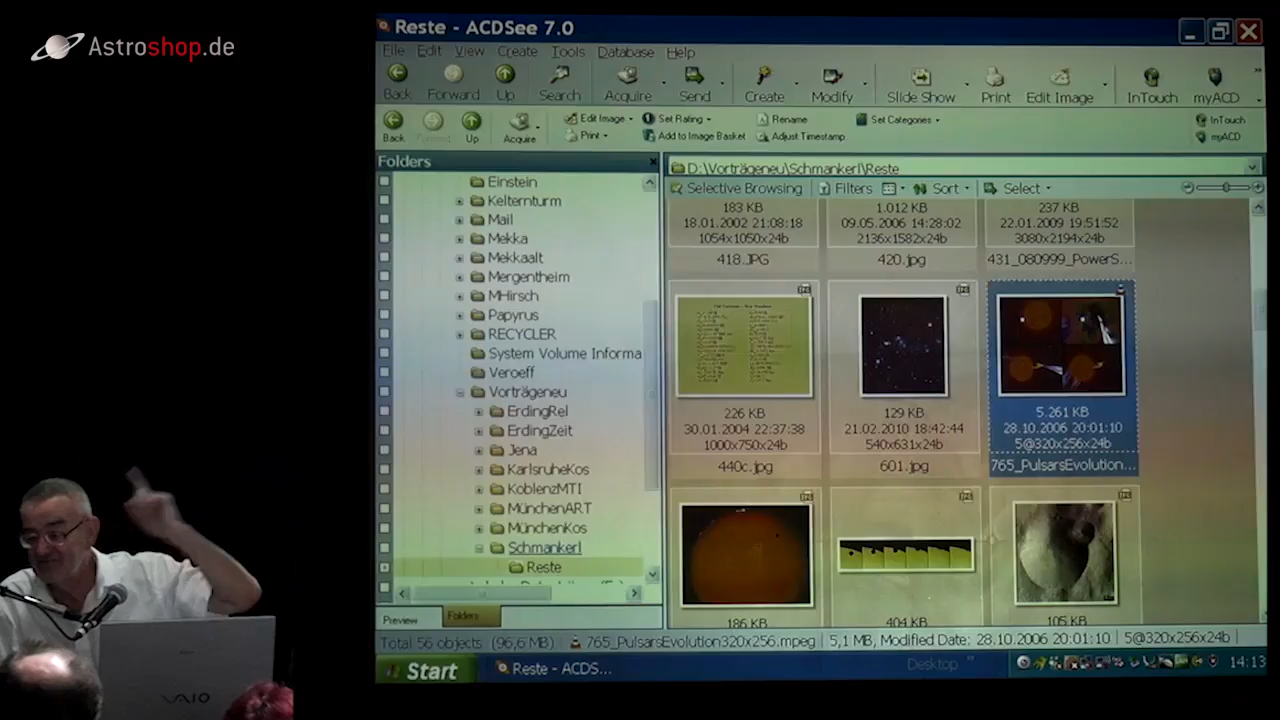 Astroshop.de
Reste - ACDSee 7.0
File Edit View Create Tools Database Help
Back Forward Up Search Acquire Send Create Modify Slide Show Print Edit Image InTouch myACD
Edit Image Set Rating Rename Set Categories InTouch
Back Forward Up Acquire Print Add to Image Basket Adjust Timestamp myACD
Folders
D:\Vorträgeneu\Schmankerl\Reste
Selective Browsing Filters Sort Select
Einstein
Kelternturm
Mail
Mekka
Mekkaalt
Mergentheim
MHirsch
Papyrus
RECYCLER
System Volume Informa
Veroeff
Vorträgeneu
ErdingRel
ErdingZeit
Jena
KarlsruheKos
KoblenzMTI
MünchenART
MünchenKos
Schmankerl
Reste
Preview Folders
183 KB
18.01.2002 21:08:18
1054x1050x24b
418.JPG
1.012 KB
09.05.2006 14:28:02
2136x1582x24b
420.jpg
237 KB
22.01.2009 19:51:52
3080x2194x24b
431_080999_PowerS...
226 KB
30.01.2004 22:37:38
1000x750x24b
440c.jpg
129 KB
21.02.2010 18:42:44
540x631x24b
601.jpg
5.261 KB
28.10.2006 20:01:10
5@320x256x24b
765_PulsarsEvolution...
186 KB
404 KB
105 KB
Total 56 objects (96,6 MB) 765_PulsarsEvolution320x256.mpeg 5,1 MB, Modified Date: 28.10.2006 20:01:10 5@320x256x24b
Start Reste - ACDS... Desktop » 14:13
VAIO